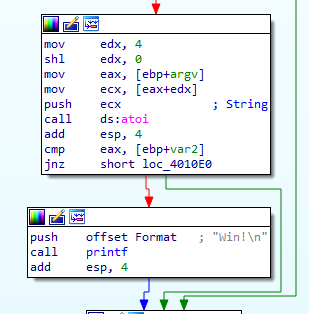 mov edx, 4
shl edx, 0
mov eax, [ebp+argv]
mov ecx, [eax+edx]
push ecx ; String
call ds:atoi
add esp, 4
cmp eax, [ebp+var2]
jnz short loc_4010E0
push offset Format ; "Win!\n"
call printf
add esp, 4